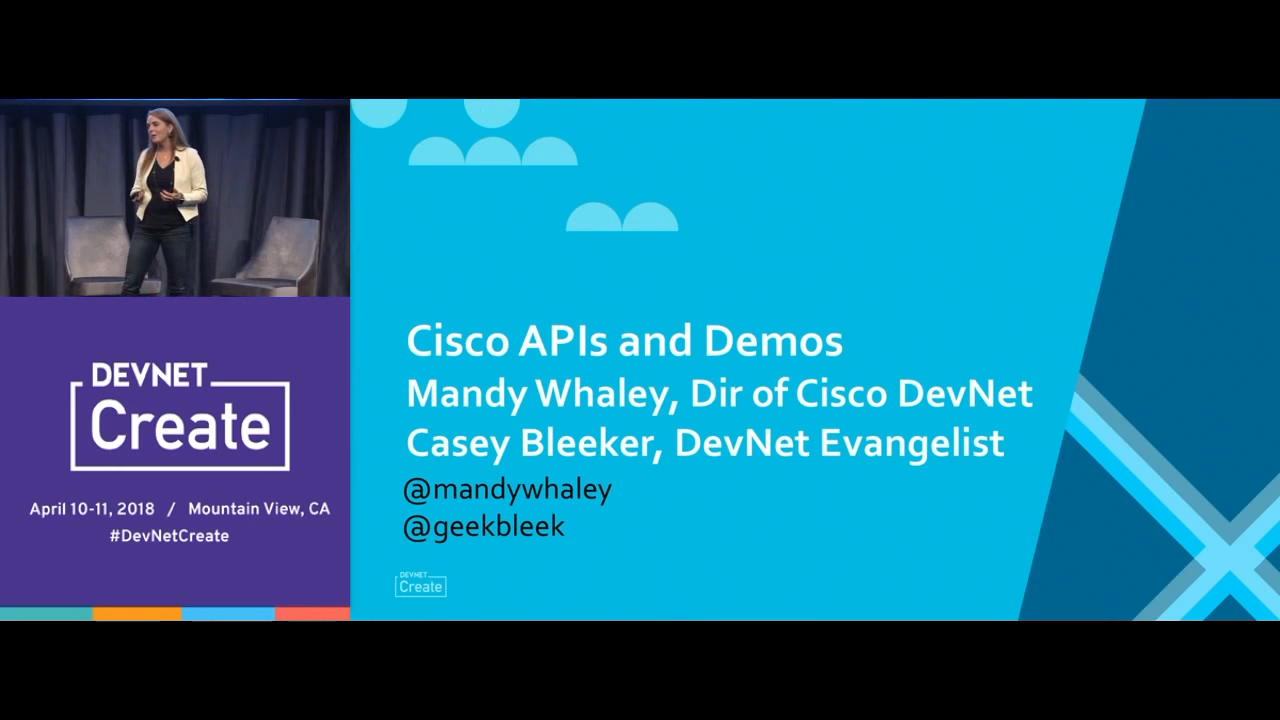 DEVNET
Create
April 10-11, 2018 / Mountain View, CA
#DevNetCreate
Cisco APIs and Demos
Mandy Whaley, Dir of Cisco DevNet
Casey Bleeker, DevNet Evangelist
@mandywhaley
@geekbleek
DEVNET
Create